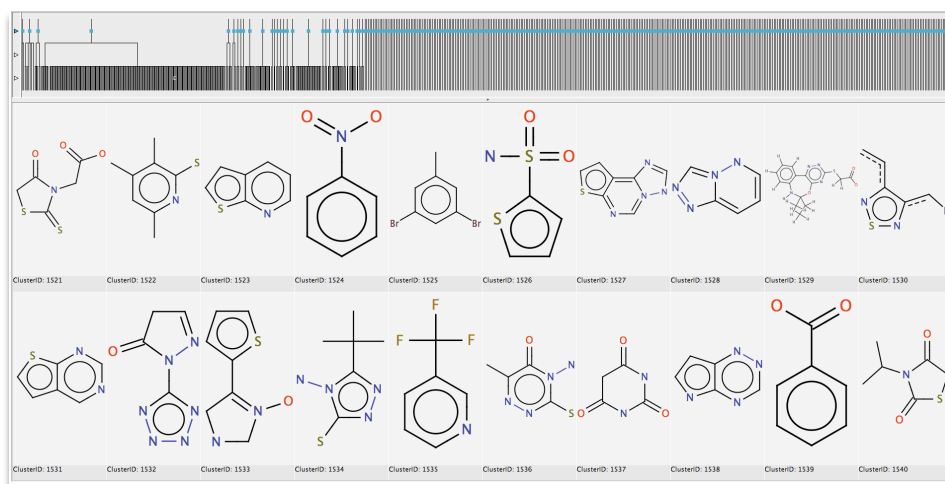 O O O O N S S
S N
S N
O N O
Br Br
O N S O S
S N N N N
N N N N
N S N
ClusterID: 1521 ClusterID: 1522 ClusterID: 1523 ClusterID: 1524 ClusterID: 1525 ClusterID: 1526 ClusterID: 1527 ClusterID: 1528 ClusterID: 1529 ClusterID: 1530
S N N
O N N N N N N
S N O N
N N N N S
F F F N
O N N N N S
O N N O O
N N N N
O O
O N O S
ClusterID: 1531 ClusterID: 1532 ClusterID: 1533 ClusterID: 1534 ClusterID: 1535 ClusterID: 1536 ClusterID: 1537 ClusterID: 1538 ClusterID: 1539 ClusterID: 1540